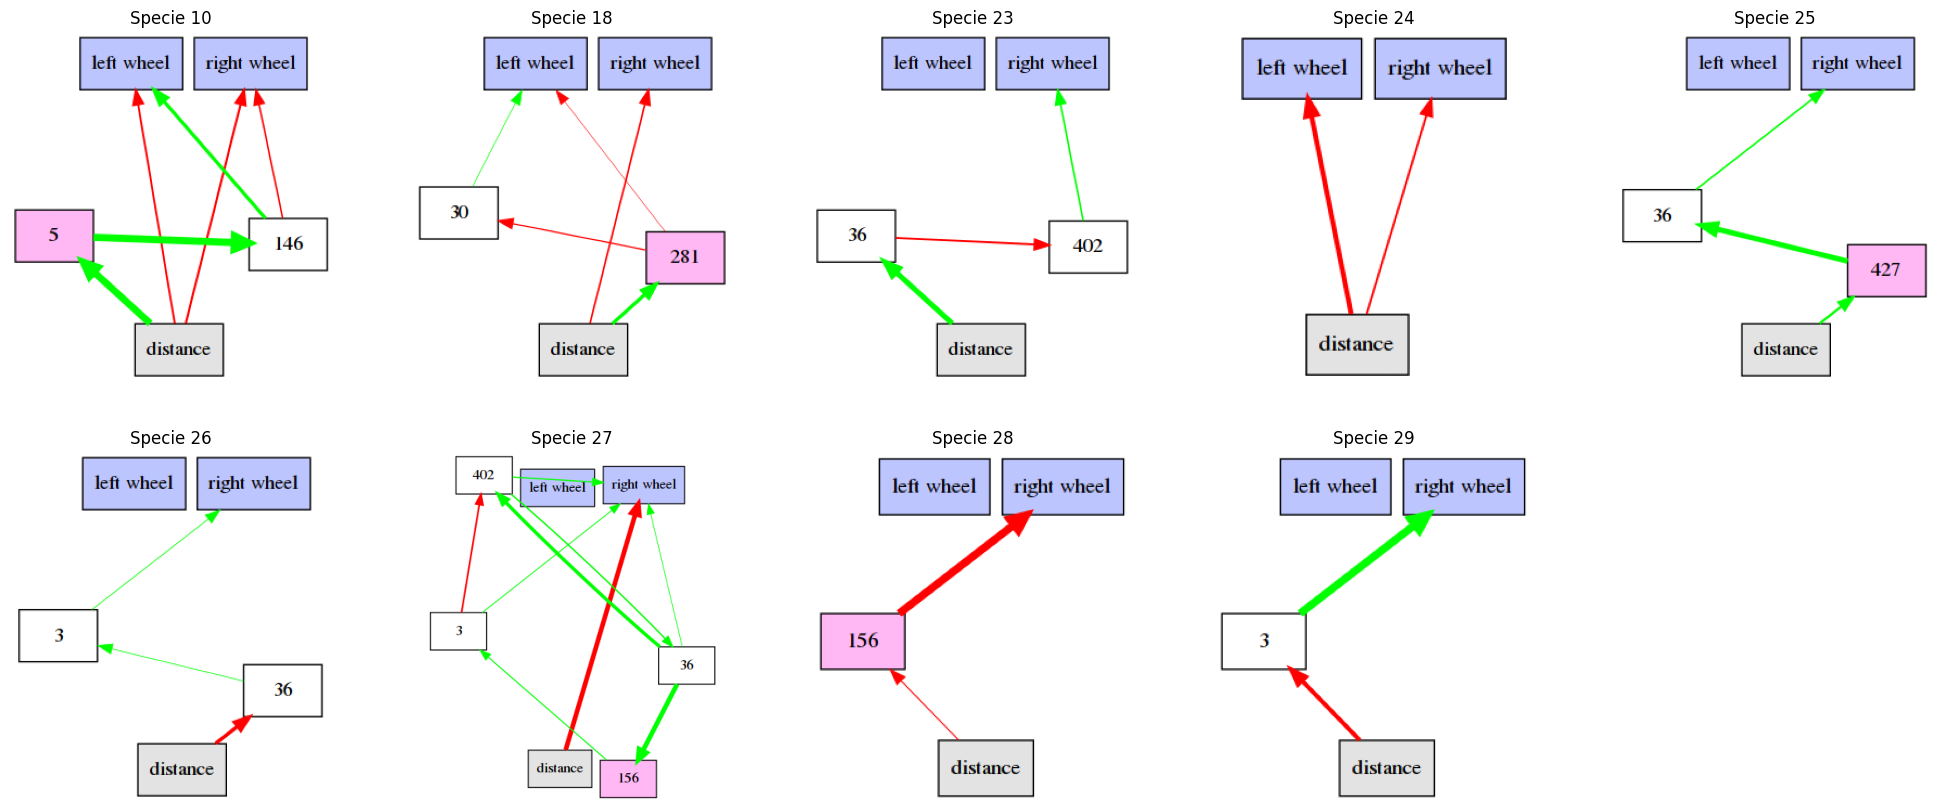 Specie 10
left wheel right wheel
5
146
distance
Specie 18
left wheel right wheel
30
281
distance
Specie 23
left wheel right wheel
36
402
distance
Specie 24
left wheel right wheel
distance
Specie 25
left wheel right wheel
36
427
distance
Specie 26
left wheel right wheel
3
36
distance
Specie 27
402
left wheel right wheel
3
36
distance
156
Specie 28
left wheel right wheel
156
distance
Specie 29
left wheel right wheel
3
distance